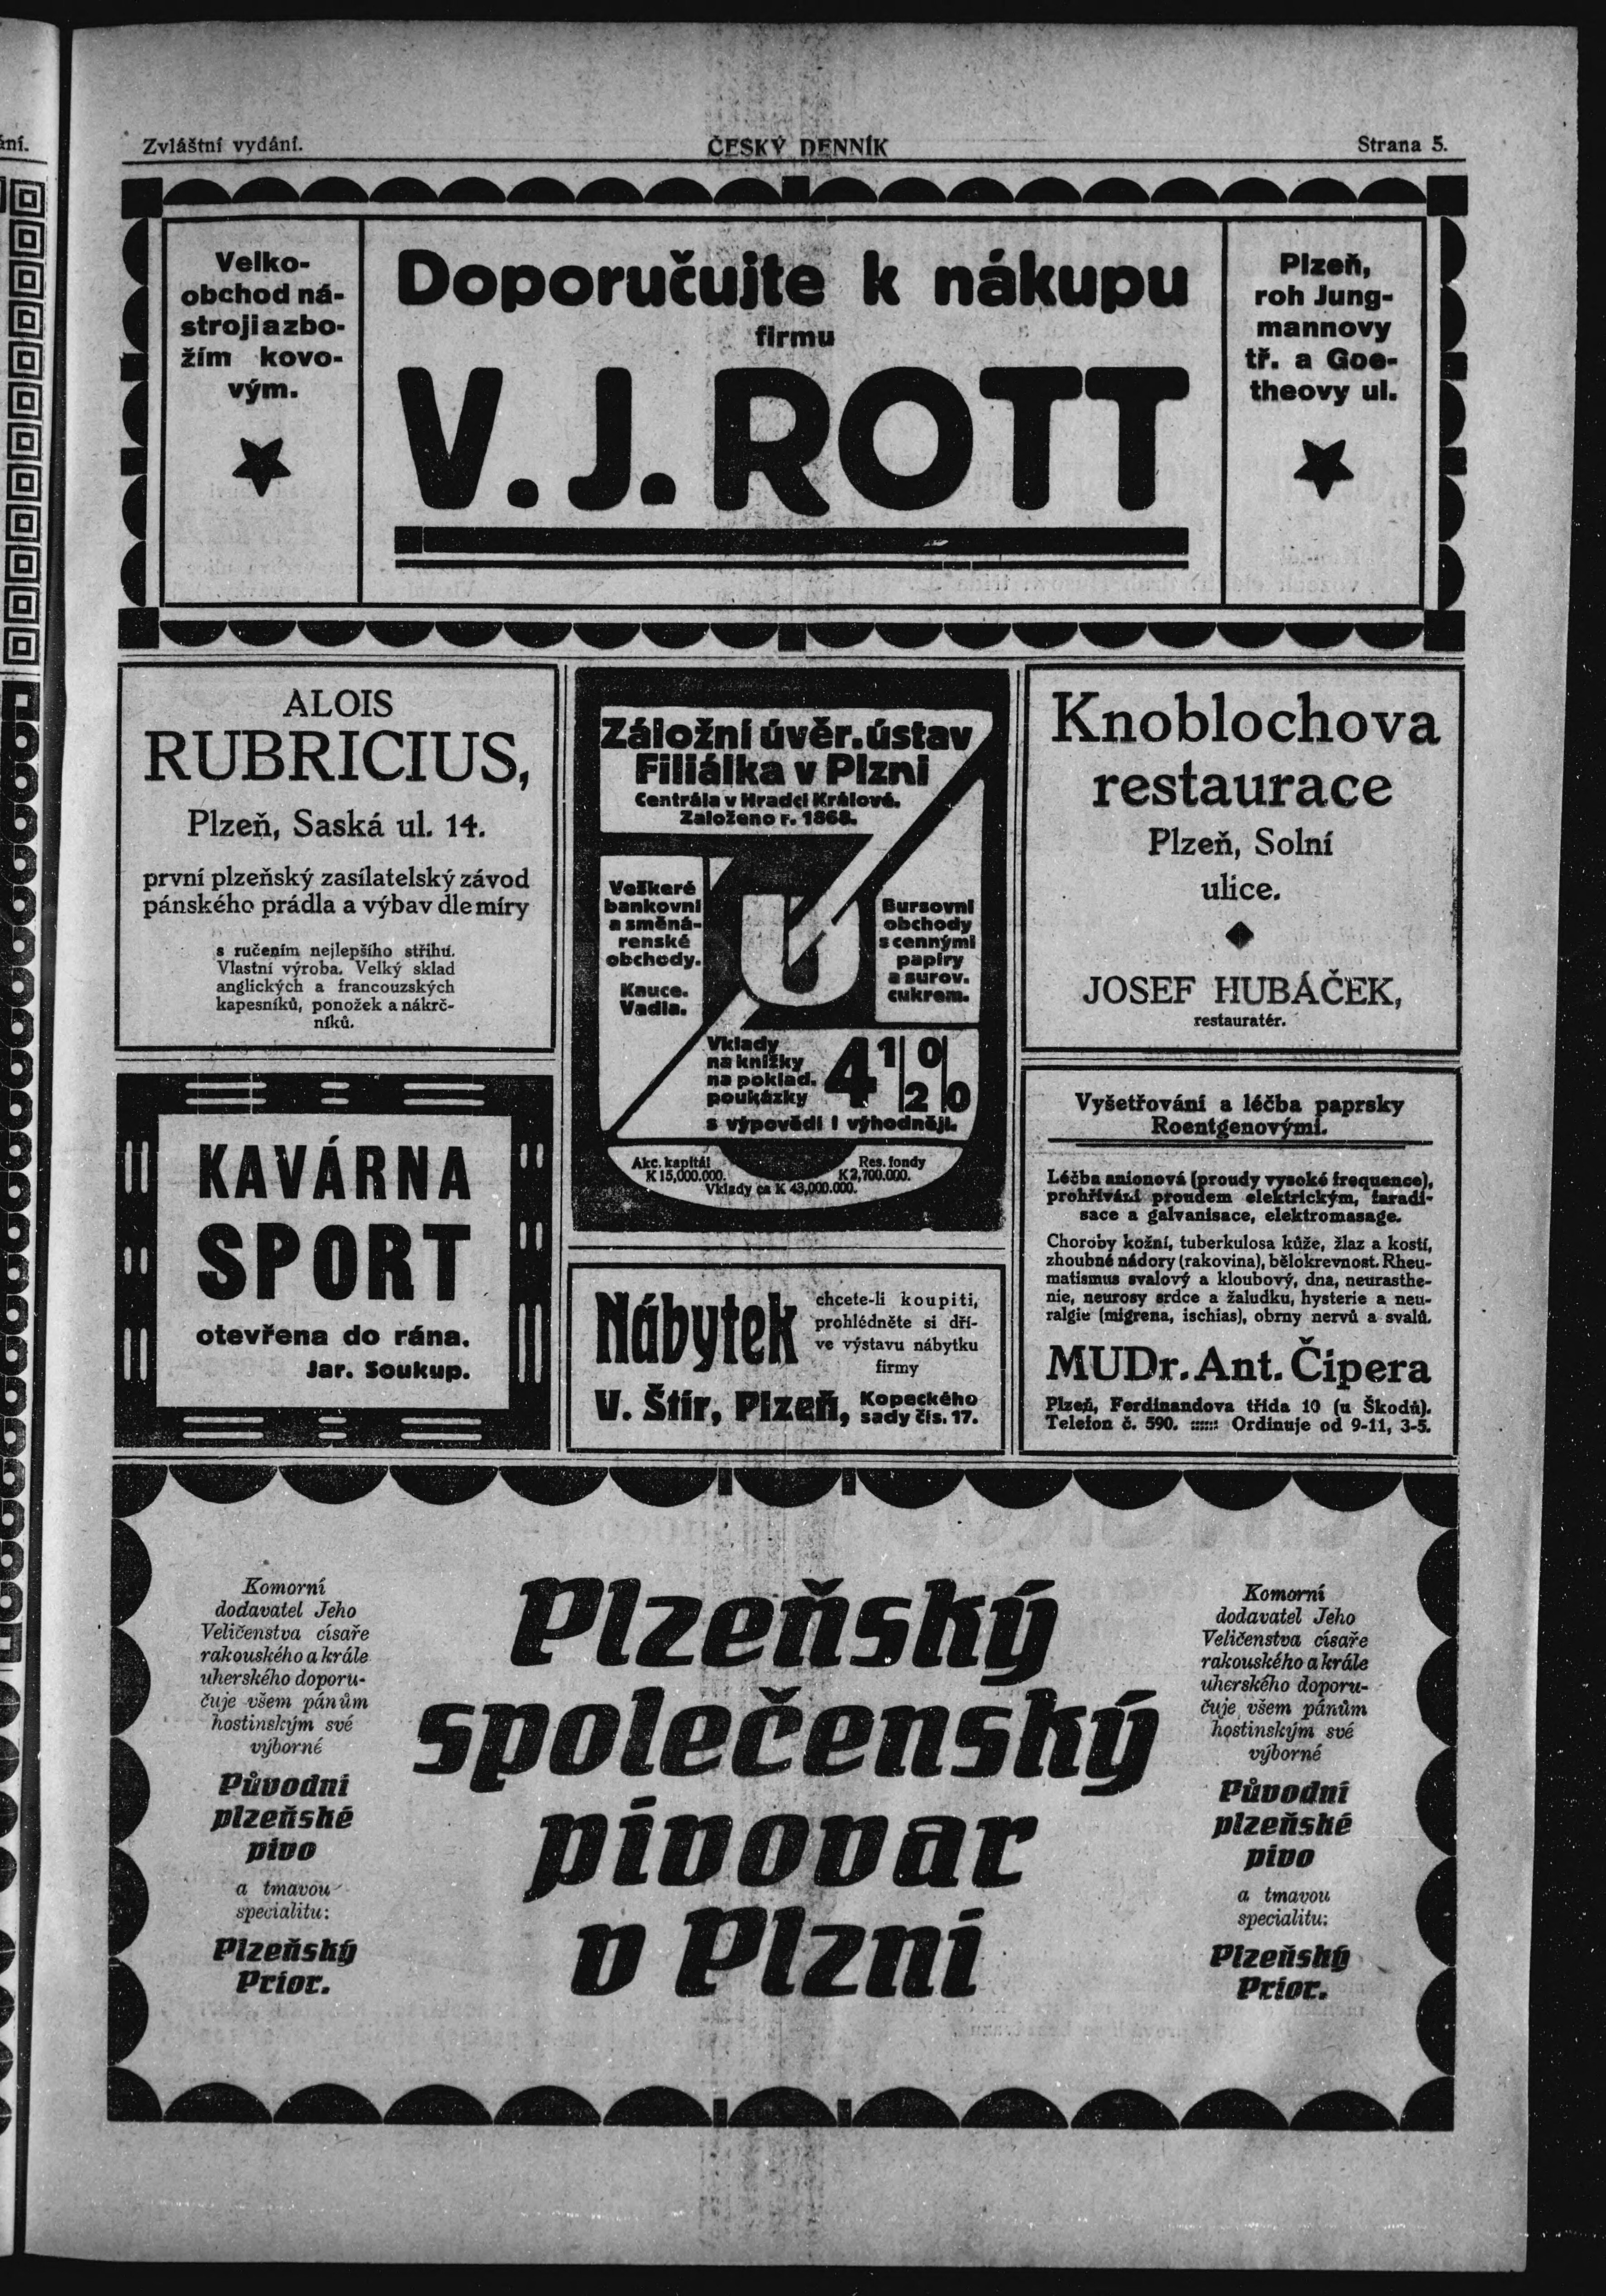 ání.
Zvláštní vydání.
ČESKÝ DENNÍK
Strana 5.
Velko-
obchod ná-
strojiazbo-
žím kovo-
vým.
Doporučujte k nákupu
firmu
V. J. ROTT
Plzeň,
roh Jung-
mannovy
tř. a Goe-
theovy ul.
ALOIS
RUBRICIUS,
Plzeň, Saská ul. 14.
první plzeňský zasílatelský závod
pánského prádla a výbav dle míry
s ručením nejlepšího střihu.
Vlastní výroba. Velký sklad
anglických a francouzských
kapesníků, ponožek a nákrč-
níků.
Záložní úvěr. ústav
Filiálka v Plzni
Centrála v Hradci Králové.
Založeno r. 1868.
Veškeré
bankovní
a směná-
renské
obchody.
Kauce.
Vadia.
Bursovní
obchody
s cennými
papíry
a surov.
cukrem.
Vklady
na knížky
na poklad.
poukázky
4 1/2 0/0
s výpovědí i výhodněji.
Akc. kapitál
K 15,000.000.
Res. fondy
K 2,700.000.
Vklady ca K 43,000.000.
Knoblochova
restaurace
Plzeň, Solní
ulice.
JOSEF HUBÁČEK,
restauratér.
KAVÁRNA
SPORT
otevřena do rána.
Jar. Soukup.
Nábytek
chcete-li koupiti,
prohlédněte si dří-
ve výstavu nábytku
firmy
V. Štír, Plzeň, Kopeckého
sady čís. 17.
Vyšetřování a léčba paprsky
Roentgenovými.
Léčba anionová (proudy vysoké frequence),
prohřívání proudem elektrickým, faradi-
sace a galvanisace, elektromasage.
Choroby kožní, tuberkulosa kůže, žlaz a kostí,
zhoubné nádory (rakovina), bělokrevnost. Rheu-
matismus svalový a kloubový, dna, neurasthe-
nie, neurosy srdce a žaludku, hysterie a neu-
ralgie (migrena, ischias), obrny nervů a svalů.
MUDr. Ant. Čipera
Plzeň, Ferdinandova třída 10 (u Škodů).
Telefon č. 590. :::::: Ordinuje od 9-11, 3-5.
Komorní
dodavatel Jeho
Veličenstva císaře
rakouského a krále
uherského doporu-
čuje všem pánům
hostinským své
výborné
Původní
plzeňské
pivo
a tmavou
specialitu:
Plzeňský
Prior.
Plzeňský
společenský
pivovar
v Plzni
Komorní
dodavatel Jeho
Veličenstva císaře
rakouského a krále
uherského doporu-
čuje všem pánům
hostinským své
výborné
Původní
plzeňské
pivo
a tmavou
specialitu:
Plzeňský
Prior.